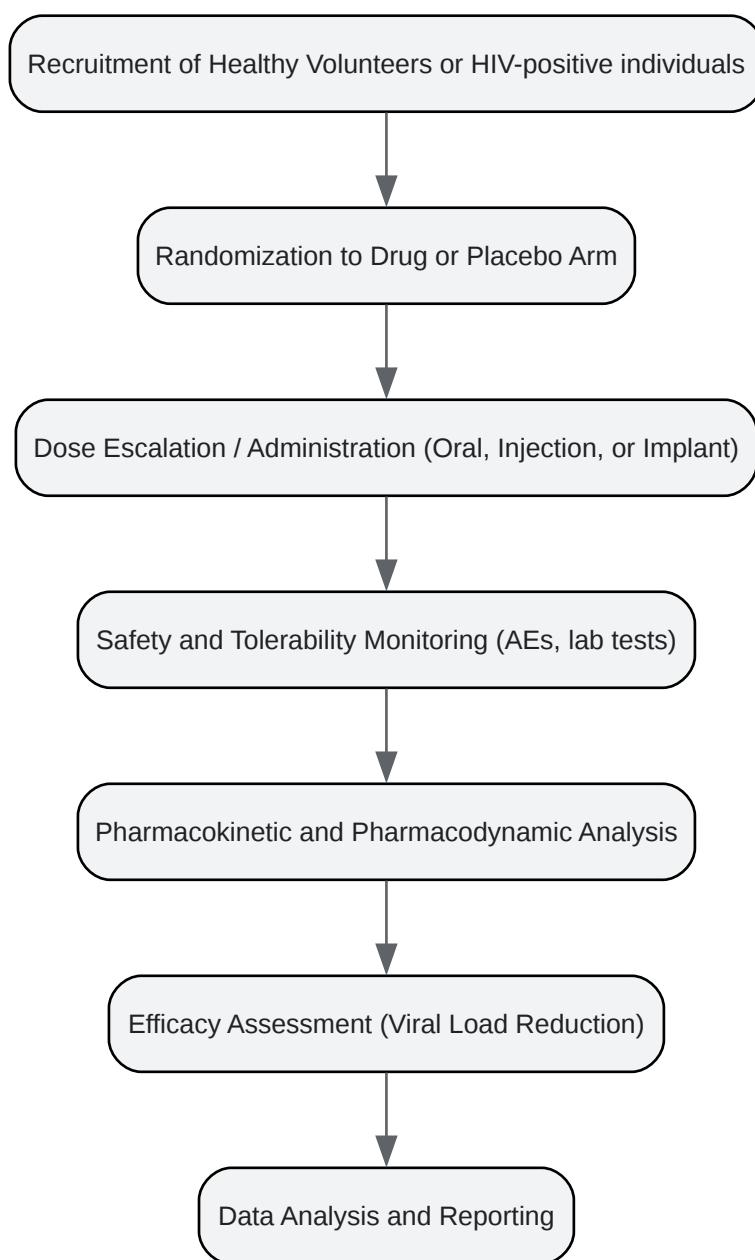 Recruitment of Healthy Volunteers or HIV-positive individuals
Randomization to Drug or Placebo Arm
Dose Escalation / Administration (Oral, Injection, or Implant)
Safety and Tolerability Monitoring (AEs, lab tests)
Pharmacokinetic and Pharmacodynamic Analysis
Efficacy Assessment (Viral Load Reduction)
Data Analysis and Reporting